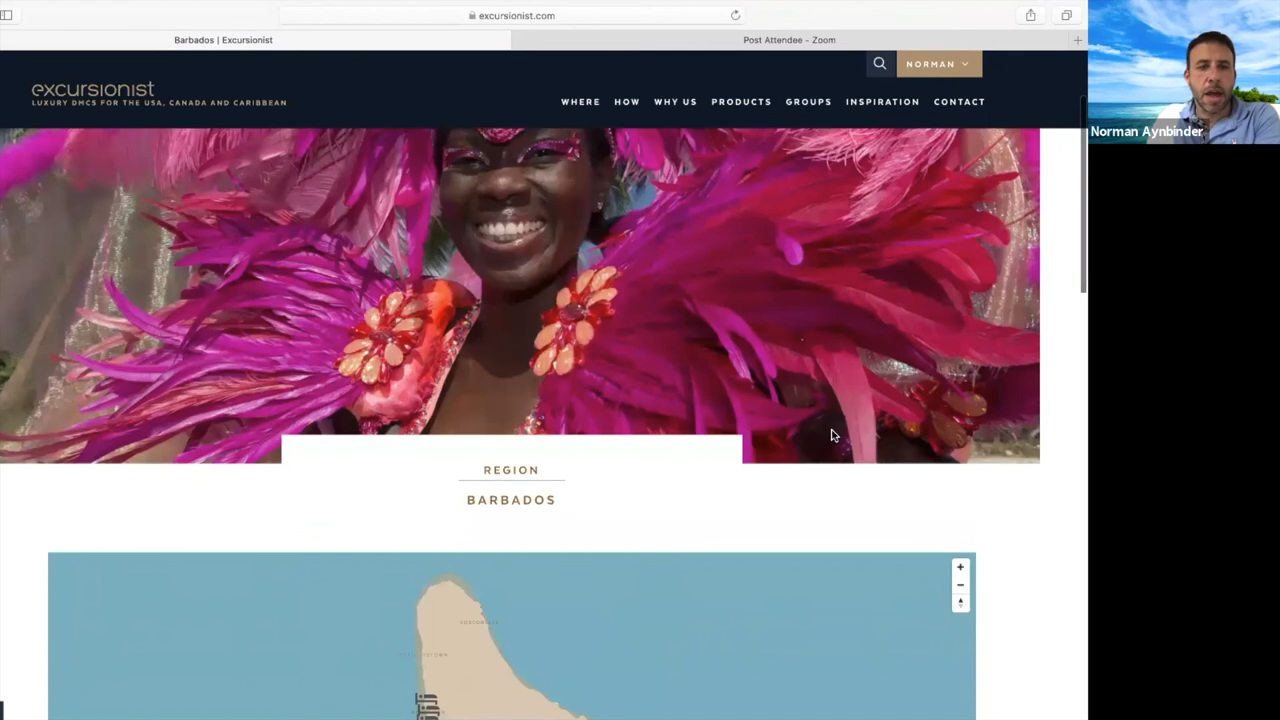 excursionist.com
Barbados | Excursionist
Post Attendee - Zoom
NORMAN
excursionist
LUXURY DMCS FOR THE USA, CANADA AND CARIBBEAN
WHERE HOW WHY US PRODUCTS GROUPS INSPIRATION CONTACT
Norman Aynbinder
REGION
BARBADOS